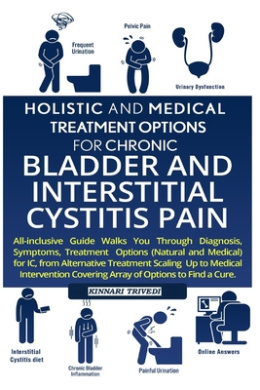 Frequent
Urination
Pelvic Pain
Urinary Dysfunction
HOLISTIC AND MEDICAL
TREATMENT OPTIONS
FOR CHRONIC
BLADDER AND
INTERSTITIAL
CYSTITIS PAIN
All-inclusive Guide Walks You Through Diagnosis,
Symptoms, Treatment Options (Natural and Medical)
for IC, from Alternative Treatment Scaling Up to Medical
Intervention Covering Array of Options to Find a Cure.
KINNARI TRIVEDI
Interstitial
Cystitis diet
Chronic Bladder
Inflammation
Painful Urination
Online Answers